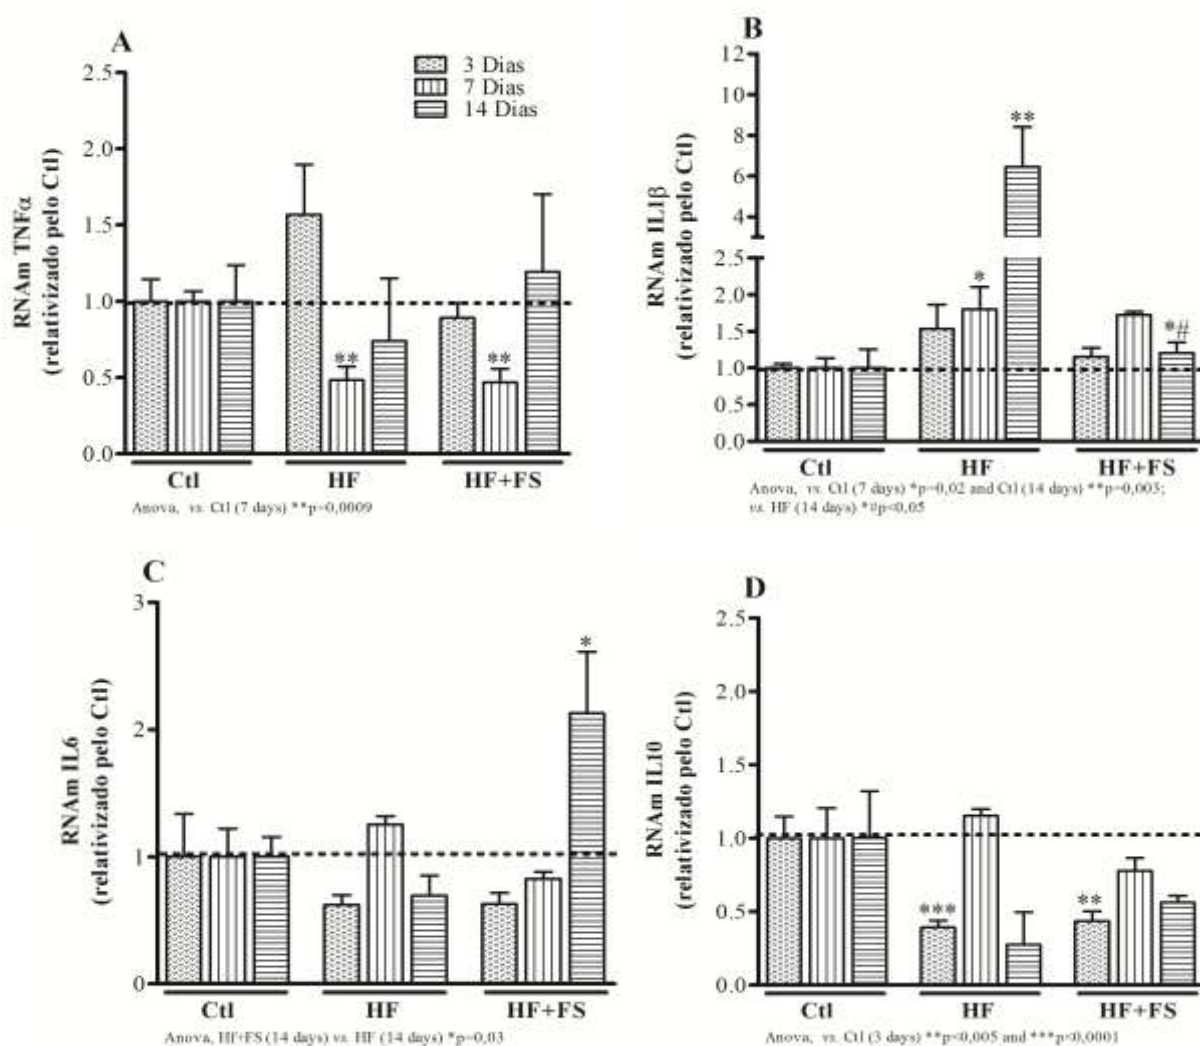 A
3 Dias
7 Dias
14 Dias
2.5
2.0
1.5
1.0
0.5
0.0
RNAm TNFα
(relativizado pelo Ctl)
Ctl
HF
HF+FS
**
**
Anova, vs. Ctl (7 days) **p=0,0009
B
12
10
8
6
4
2.5
2.0
1.5
1.0
0.5
0.0
RNAm IL1β
(relativizado pelo Ctl)
*
**
*#
Ctl
HF
HF+FS
Anova, vs. Ctl (7 days) *p=0,02 and Ctl (14 days) **p=0,003;
vs. HF (14 days) *#p<0,05
C
3
2
1
0
RNAm IL6
(relativizado pelo Ctl)
*
Ctl
HF
HF+FS
Anova, HF+FS (14 days) vs. HF (14 days) *p=0,03
D
2.5
2.0
1.5
1.0
0.5
0.0
RNAm IL10
(relativizado pelo Ctl)
***
**
Ctl
HF
HF+FS
Anova, vs. Ctl (3 days) **p<0,005 and ***p<0,0001